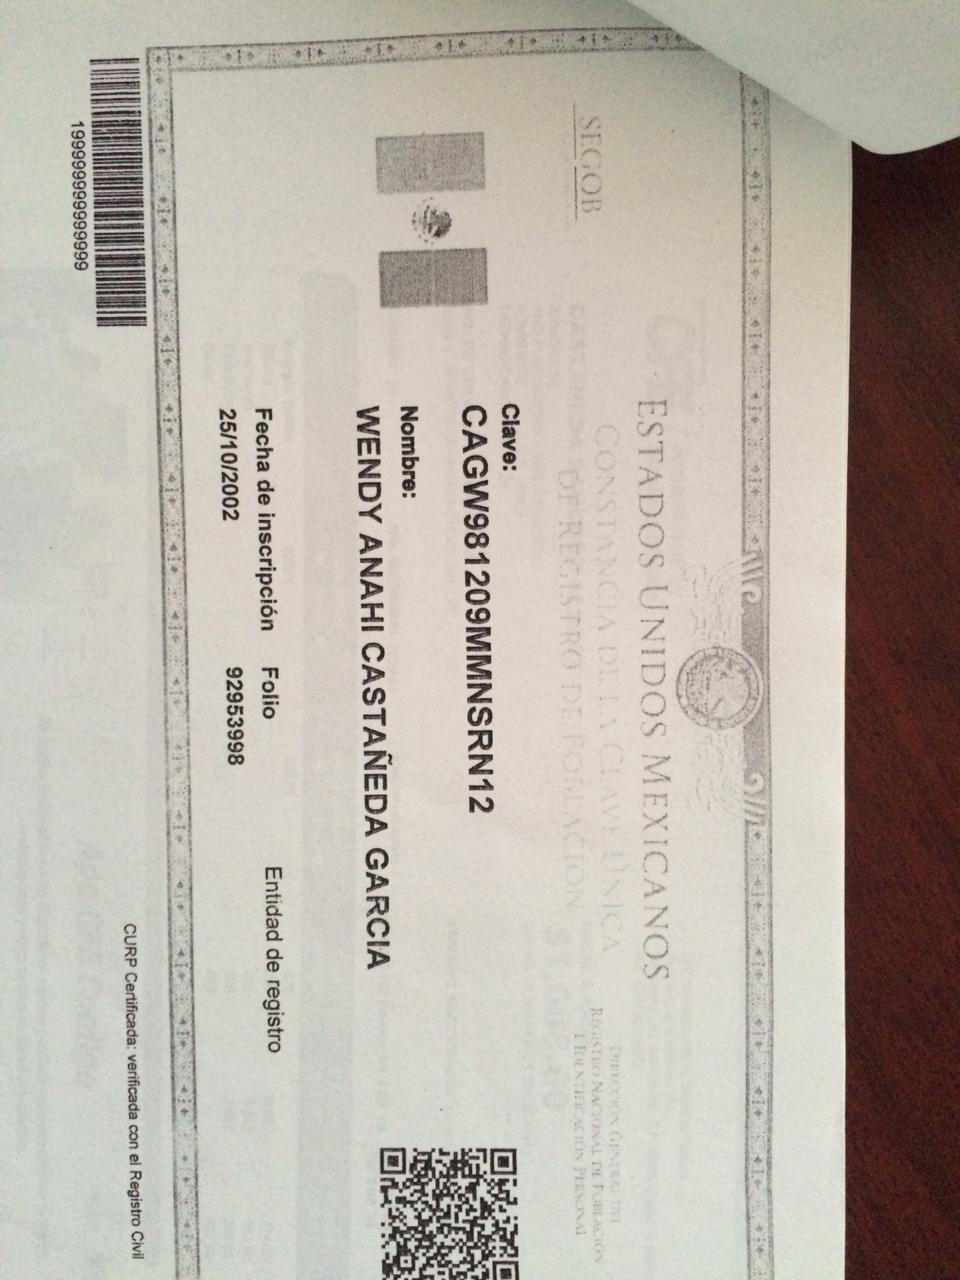 ESTADOS UNIDOS MEXICANOS
CONSTANCIA DE LA CLAVE ÚNICA
DE REGISTRO DE POBLACIÓN
SEGOB
DIRECCIÓN GENERAL DEL
REGISTRO NACIONAL DE POBLACIÓN
E IDENTIFICACIÓN PERSONAL
Clave:
CAGW981209MMNSRN12
Nombre:
WENDY ANAHI CASTAÑEDA GARCIA
Fecha de inscripción Folio Entidad de registro
25/10/2002 92953998
CURP Certificada: verificada con el Registro Civil
199999999999999